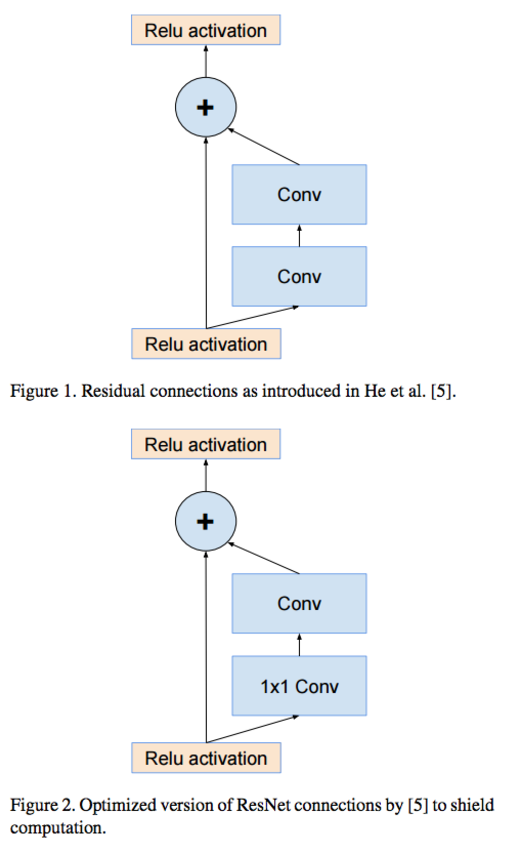 Relu activation
+
Conv
Conv
Relu activation
Figure 1. Residual connections as introduced in He et al. [5].
Relu activation
+
Conv
1x1 Conv
Relu activation
Figure 2. Optimized version of ResNet connections by [5] to shield
computation.